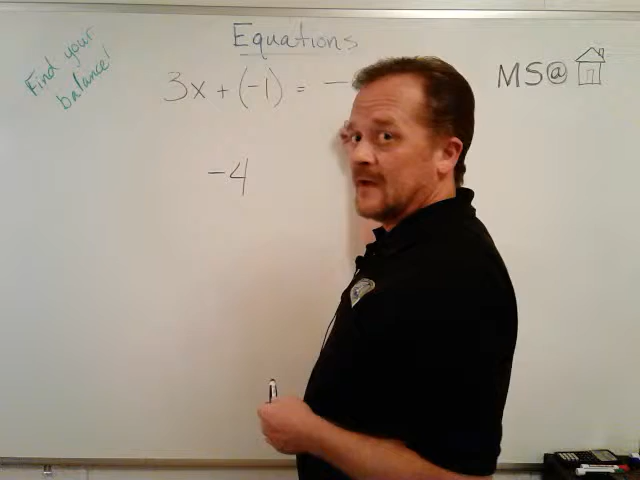 Find your
balance!
Equations
3x + (-1) = -
MS@
-4